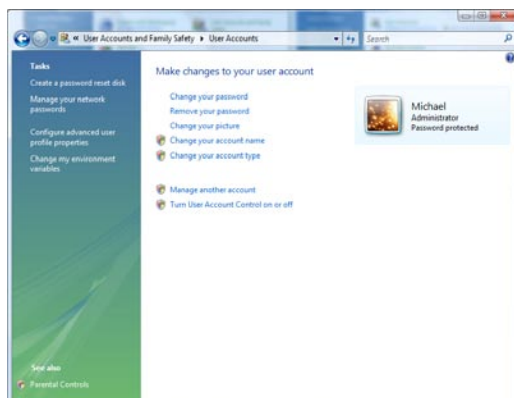 « User Accounts and Family Safety ▸ User Accounts
Search
Tasks
Create a password reset disk
Manage your network
passwords
Configure advanced user
profile properties
Change my environment
variables
See also
Parental Controls
Make changes to your user account
Change your password
Remove your password
Change your picture
Change your account name
Change your account type
Manage another account
Turn User Account Control on or off
Michael
Administrator
Password protected